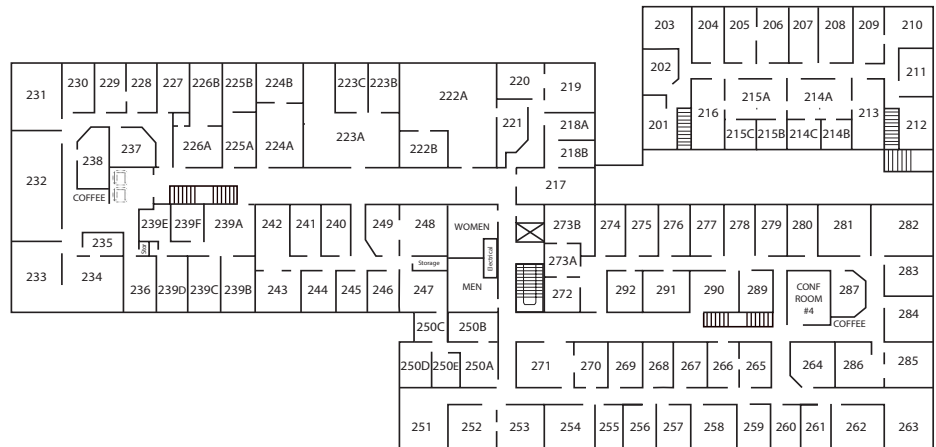 203 204 205 206 207 208 209 210
202 211
215A 214A
201 216 213 212
215C 215B 214C 214B
231 230 229 228 227 226B 225B 224B 223C 223B 220 219
222A
221 218A
238 237 226A 225A 224A 223A 222B 218B
232
COFFEE 217
239E 239F 239A 242 241 240 249 248 WOMEN 273B 274 275 276 277 278 279 280 281 282
235 Stor Electrical
Storage 273A
233 234 236 239D 239C 239B 243 244 245 246 247 MEN 272 292 291 290 289 CONF 287 283
ROOM
#4
284
COFFEE
250C 250B
250D 250E 250A 271 270 269 268 267 266 265 264 286 285
251 252 253 254 255 256 257 258 259 260 261 262 263